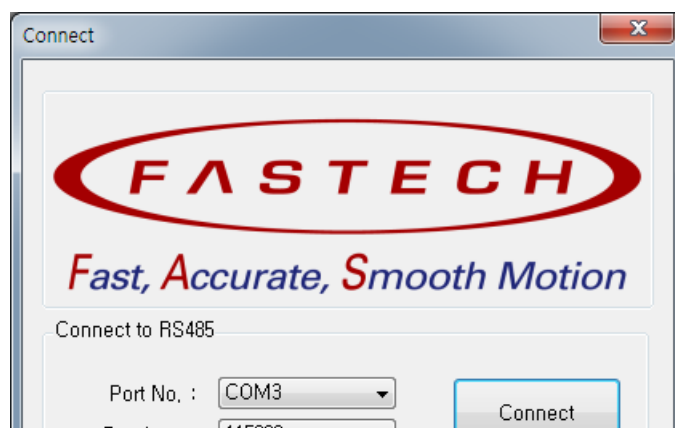 Connect
FASTECH
Fast, Accurate, Smooth Motion
Connect to RS485
Port No, : COM3
Connect